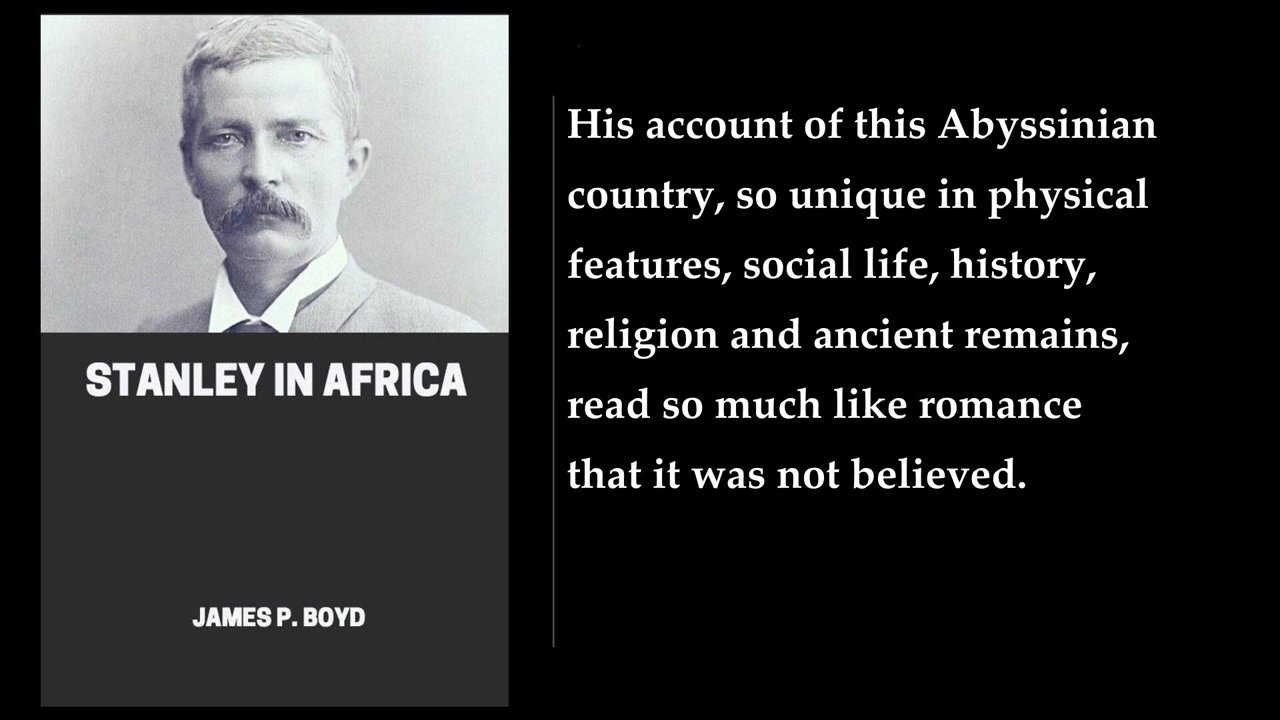 STANLEY IN AFRICA
JAMES P. BOYD
His account of this Abyssinian
country, so unique in physical
features, social life, history,
religion and ancient remains,
read so much like romance
that it was not believed.